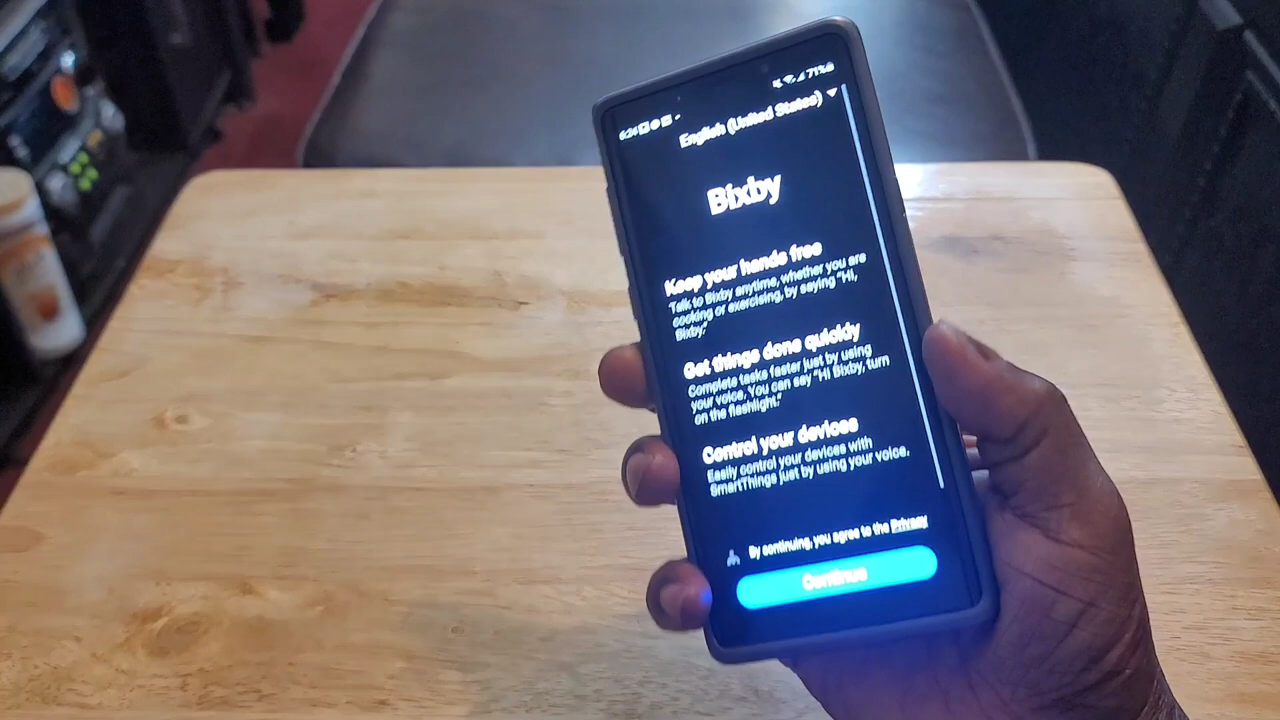 6:24 71%
English (United States)
Bixby
Keep your hands free
Talk to Bixby anytime, whether you are
cooking or exercising, by saying “Hi,
Bixby.”
Get things done quickly
Complete tasks faster just by using
your voice. You can say “Hi Bixby, turn
on the flashlight.”
Control your devices
Easily control your devices with
SmartThings just by using your voice.
By continuing, you agree to the Privacy
Continue